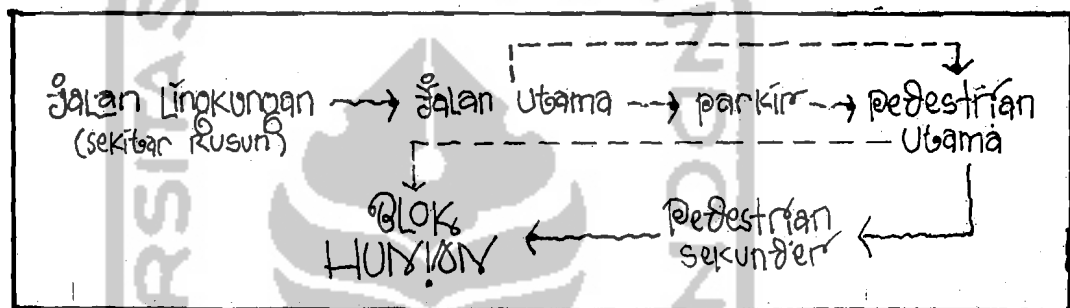 Jalan Lingkungan → Jalan Utama → parkir → pedestrian
(sekitar Rusun) Utama
BLOK pedestrian
HUNIAN sekunder